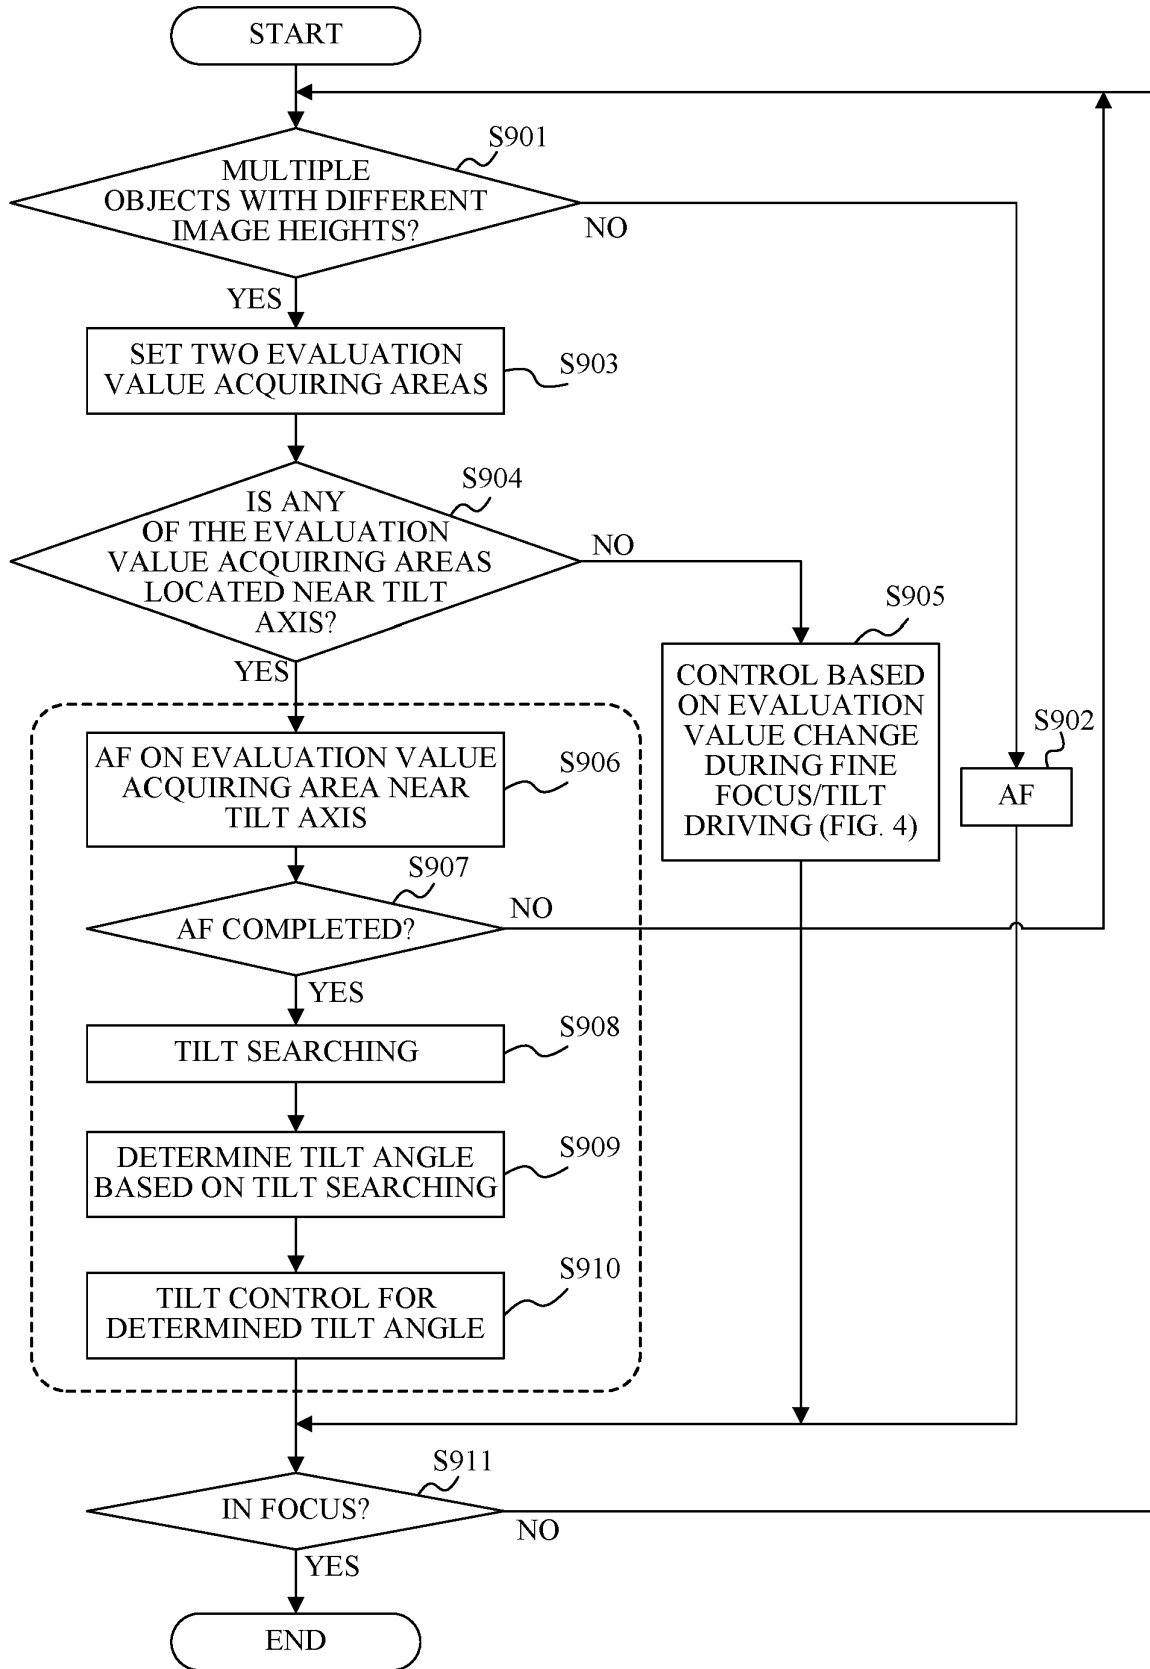 START
S901
MULTIPLE
OBJECTS WITH DIFFERENT
IMAGE HEIGHTS?
NO
YES
SET TWO EVALUATION
VALUE ACQUIRING AREAS
S903
S904
IS ANY
OF THE EVALUATION
VALUE ACQUIRING AREAS
LOCATED NEAR TILT
AXIS?
NO
YES
S905
CONTROL BASED
ON EVALUATION
VALUE CHANGE
DURING FINE
FOCUS/TILT
DRIVING (FIG. 4)
S902
AF
AF ON EVALUATION VALUE
ACQUIRING AREA NEAR
TILT AXIS
S906
S907
AF COMPLETED?
NO
YES
TILT SEARCHING
S908
DETERMINE TILT ANGLE
BASED ON TILT SEARCHING
S909
TILT CONTROL FOR
DETERMINED TILT ANGLE
S910
S911
IN FOCUS?
NO
YES
END